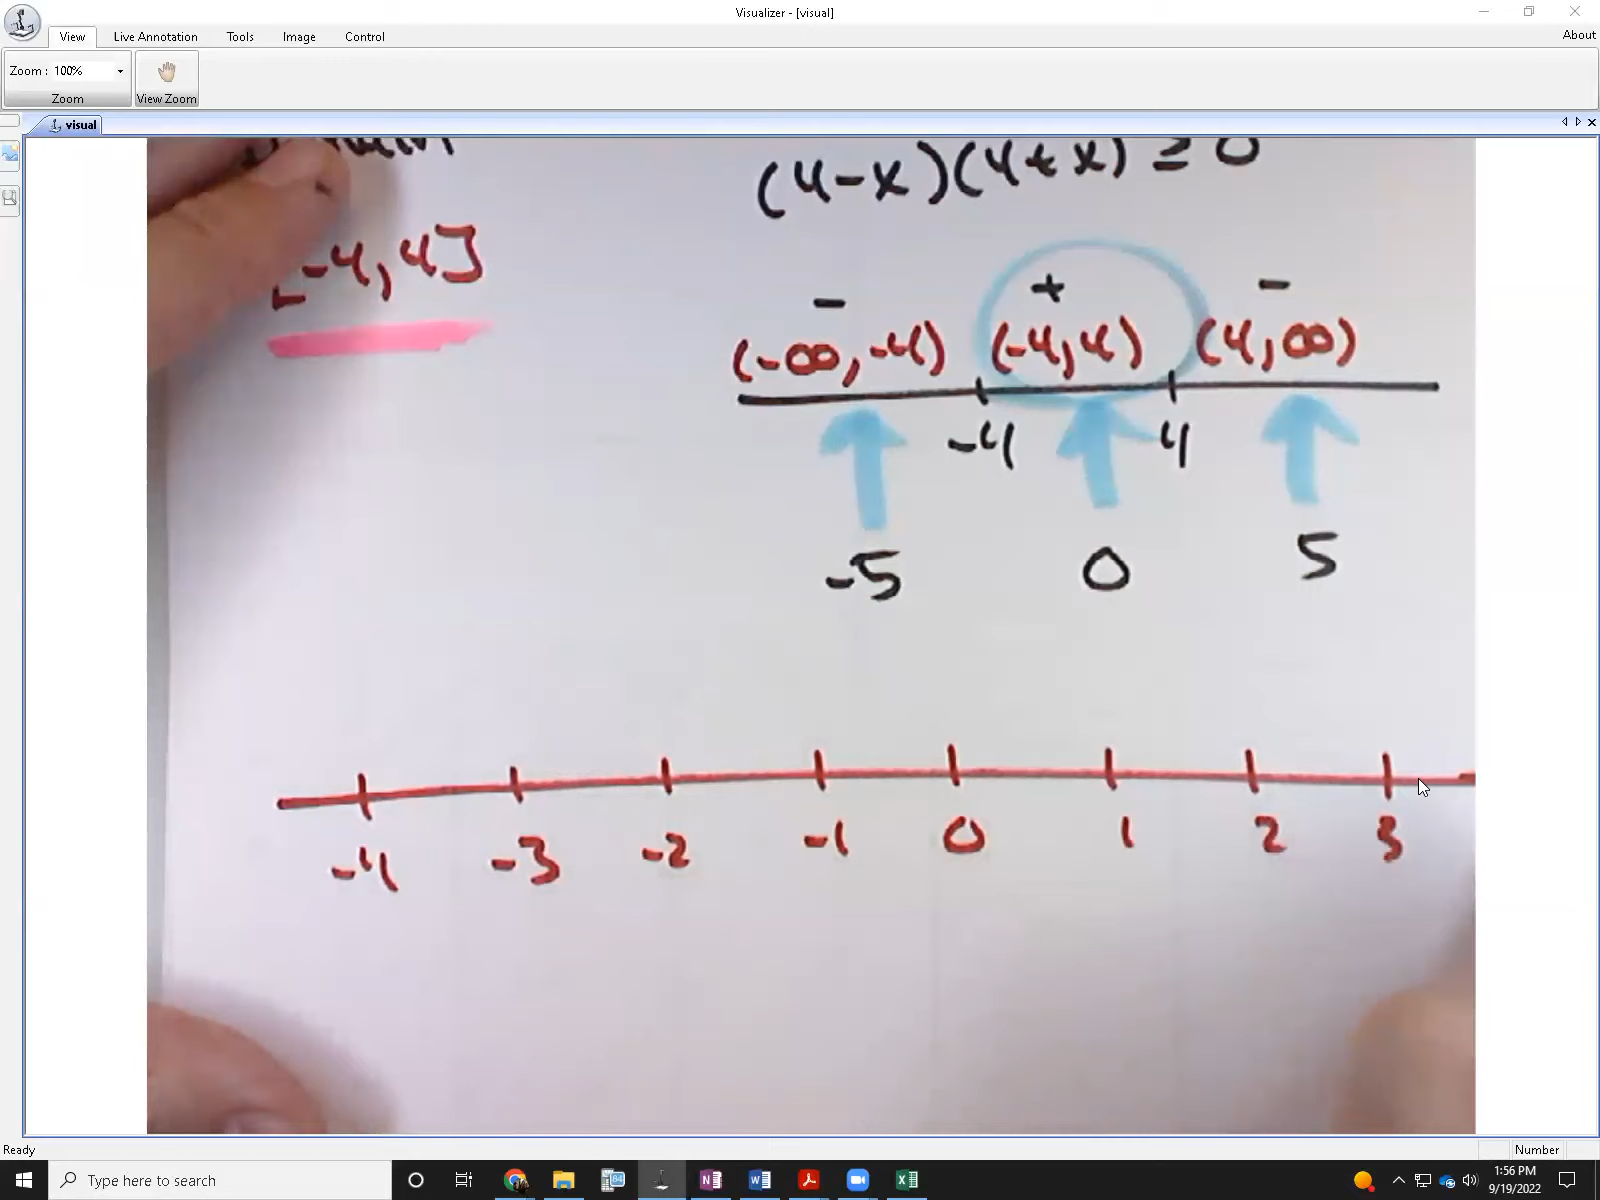 Visualizer - [visual]
View Live Annotation Tools Image Control About
Zoom : 100%
Zoom View Zoom
visual
(4-x)(4+x) ≥ 0
[-4,4]
- + -
(-∞,-4) (-4,4) (4,∞)
-4 4
-5 0 5
-4 -3 -2 -1 0 1 2 3
Ready Number
Type here to search
1:56 PM
9/19/2022